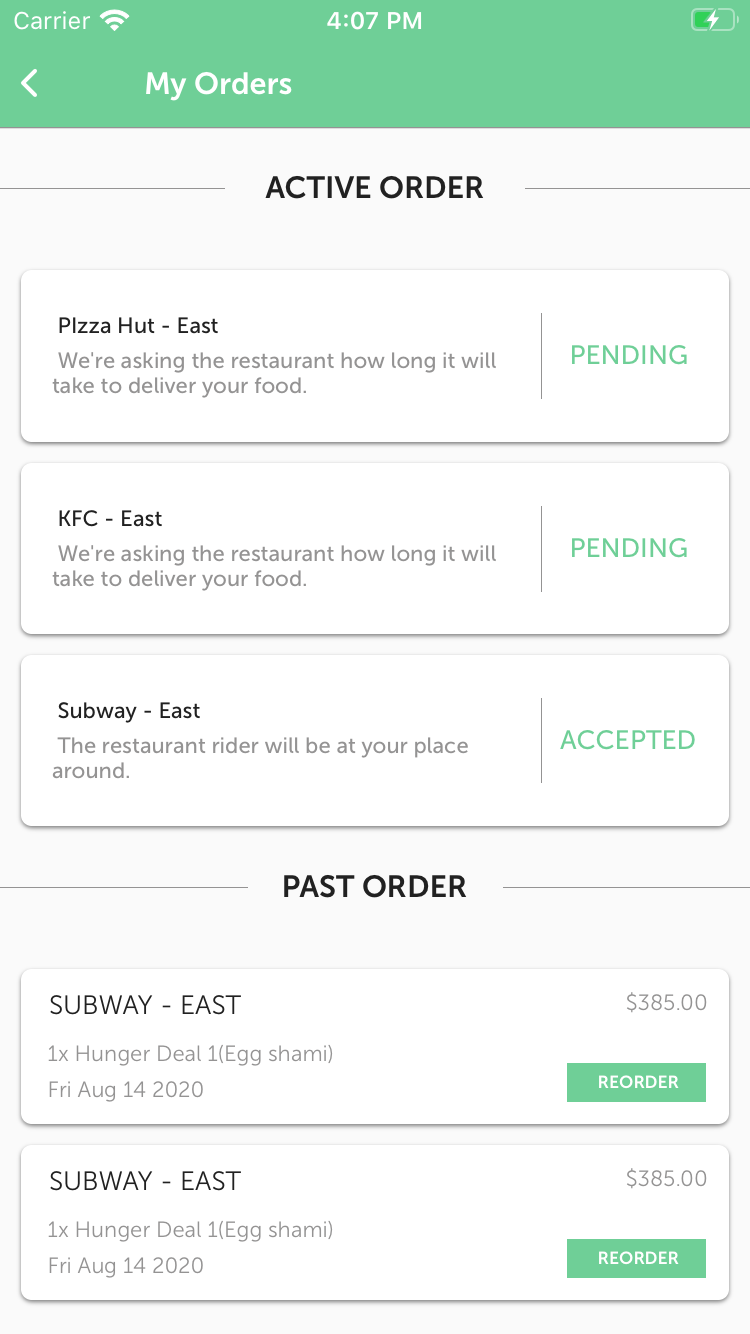 Carrier 4:07 PM
My Orders
ACTIVE ORDER
PIzza Hut - East
We're asking the restaurant how long it will
take to deliver your food.
PENDING
KFC - East
We're asking the restaurant how long it will
take to deliver your food.
PENDING
Subway - East
The restaurant rider will be at your place
around.
ACCEPTED
PAST ORDER
SUBWAY - EAST $385.00
1x Hunger Deal 1(Egg shami)
Fri Aug 14 2020
REORDER
SUBWAY - EAST $385.00
1x Hunger Deal 1(Egg shami)
Fri Aug 14 2020
REORDER